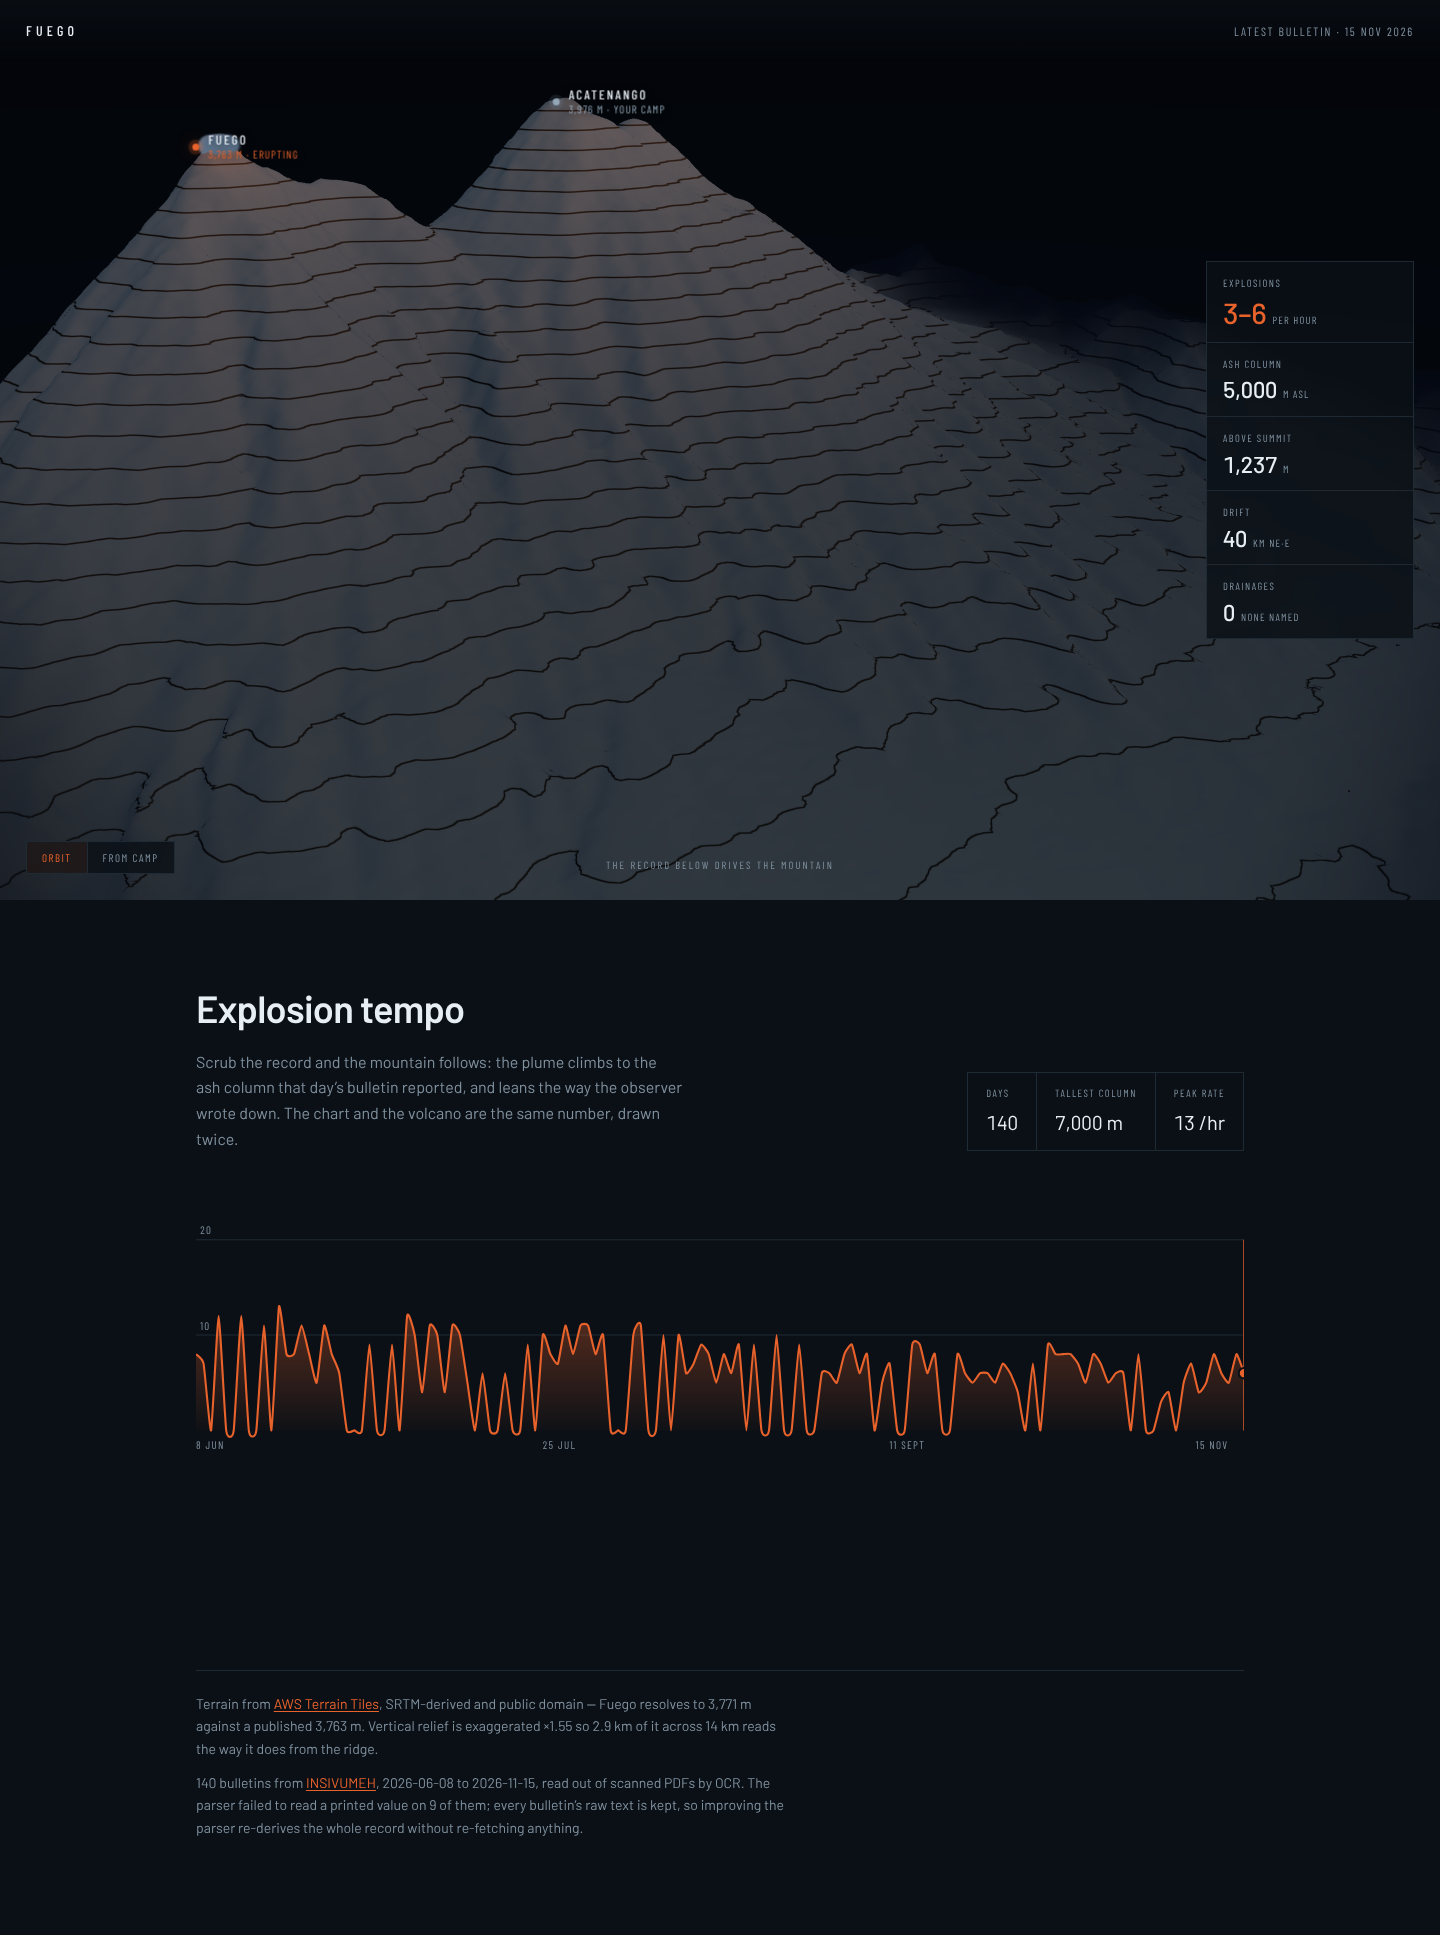 FUEGO
LATEST BULLETIN · 15 NOV 2026
ACATENANGO
3,976 M · YOUR CAMP
FUEGO
3,763 M · ERUPTING
EXPLOSIONS
3–6 PER HOUR
ASH COLUMN
5,000 M ASL
ABOVE SUMMIT
1,237 M
DRIFT
40 KM NE·E
DRAINAGES
0 NONE NAMED
ORBIT
FROM CAMP
THE RECORD BELOW DRIVES THE MOUNTAIN
Explosion tempo
Scrub the record and the mountain follows: the plume climbs to the
ash column that day’s bulletin reported, and leans the way the observer
wrote down. The chart and the volcano are the same number, drawn
twice.
DAYS
140
TALLEST COLUMN
7,000 m
PEAK RATE
13 /hr
20
10
8 JUN
25 JUL
11 SEPT
15 NOV
Terrain from AWS Terrain Tiles, SRTM-derived and public domain — Fuego resolves to 3,771 m
against a published 3,763 m. Vertical relief is exaggerated ×1.55 so 2.9 km of it across 14 km reads
the way it does from the ridge.
140 bulletins from INSIVUMEH, 2026-06-08 to 2026-11-15, read out of scanned PDFs by OCR. The
parser failed to read a printed value on 9 of them; every bulletin’s raw text is kept, so improving the
parser re-derives the whole record without re-fetching anything.